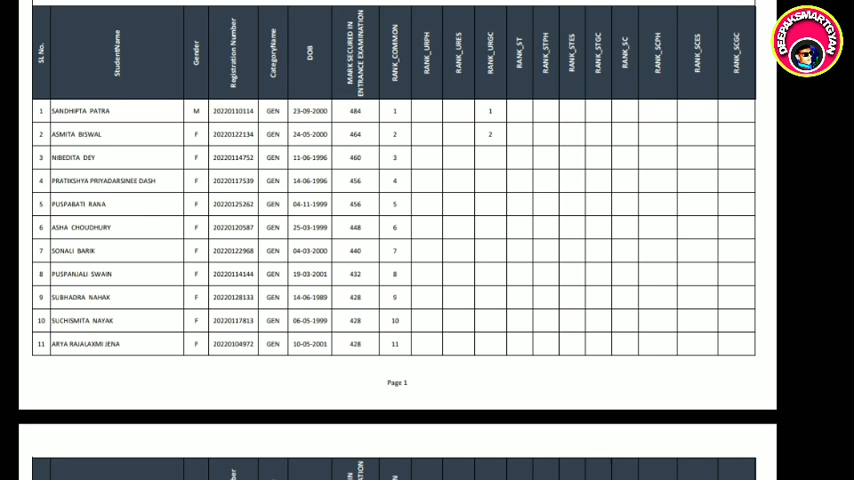 Sl No. StudentName Gender Registration Number CategoryName DOB MARK SECURED IN ENTRANCE EXAMINATION RANK_COMMON RANK_URPH RANK_URES RANK_URGC RANK_ST RANK_STPH RANK_STES RANK_STGC RANK_SC RANK_SCPH RANK_SCES RANK_SCGC
DEEPAKSMARTGYAN
1 SANDHIPTA PATRA M 20220110114 GEN 23-09-2000 484 1 1
2 ASMITA BISWAL F 20220122134 GEN 24-05-2000 464 2 2
3 NIBEDITA DEY F 20220114752 GEN 11-06-1996 460 3
4 PRATIKSHYA PRIYADARSINEE DASH F 20220117539 GEN 14-06-1996 456 4
5 PUSPABATI RANA F 20220125262 GEN 04-11-1999 456 5
6 ASHA CHOUDHURY F 20220120587 GEN 25-03-1999 448 6
7 SONALI BARIK F 20220122968 GEN 04-03-2000 440 7
8 PUSPANJALI SWAIN F 20220114144 GEN 19-03-2001 432 8
9 SUBHADRA NAHAK F 20220128133 GEN 14-06-1989 428 9
10 SUCHISMITA NAYAK F 20220117813 GEN 06-05-1999 428 10
11 ARYA RAJALAXMI JENA F 20220104972 GEN 10-05-2001 428 11
Page 1